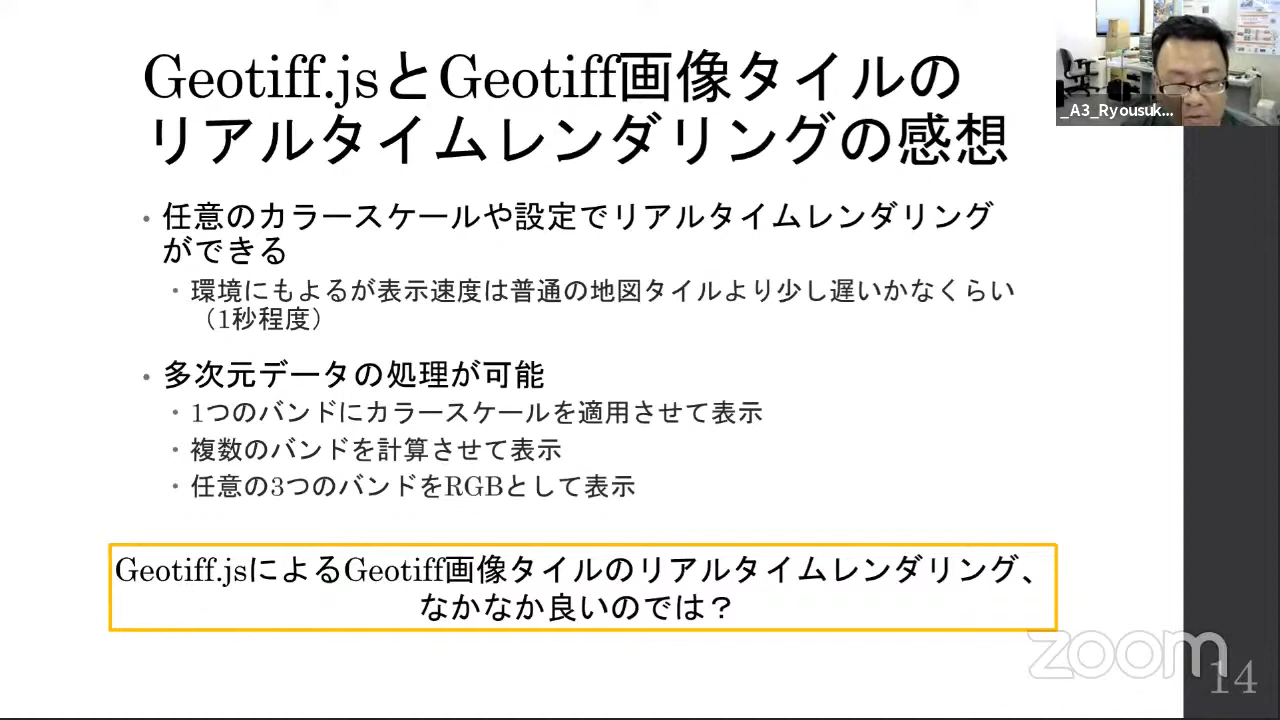 Geotiff.jsとGeotiff画像タイルの
リアルタイムレンダリングの感想
_A3_Ryousuk...
・任意のカラースケールや設定でリアルタイムレンダリング
ができる
・環境にもよるが表示速度は普通の地図タイルより少し遅いかなくらい
（1秒程度）
・多次元データの処理が可能
・1つのバンドにカラースケールを適用させて表示
・複数のバンドを計算させて表示
・任意の3つのバンドをRGBとして表示
Geotiff.jsによるGeotiff画像タイルのリアルタイムレンダリング、
なかなか良いのでは？
zoom
14